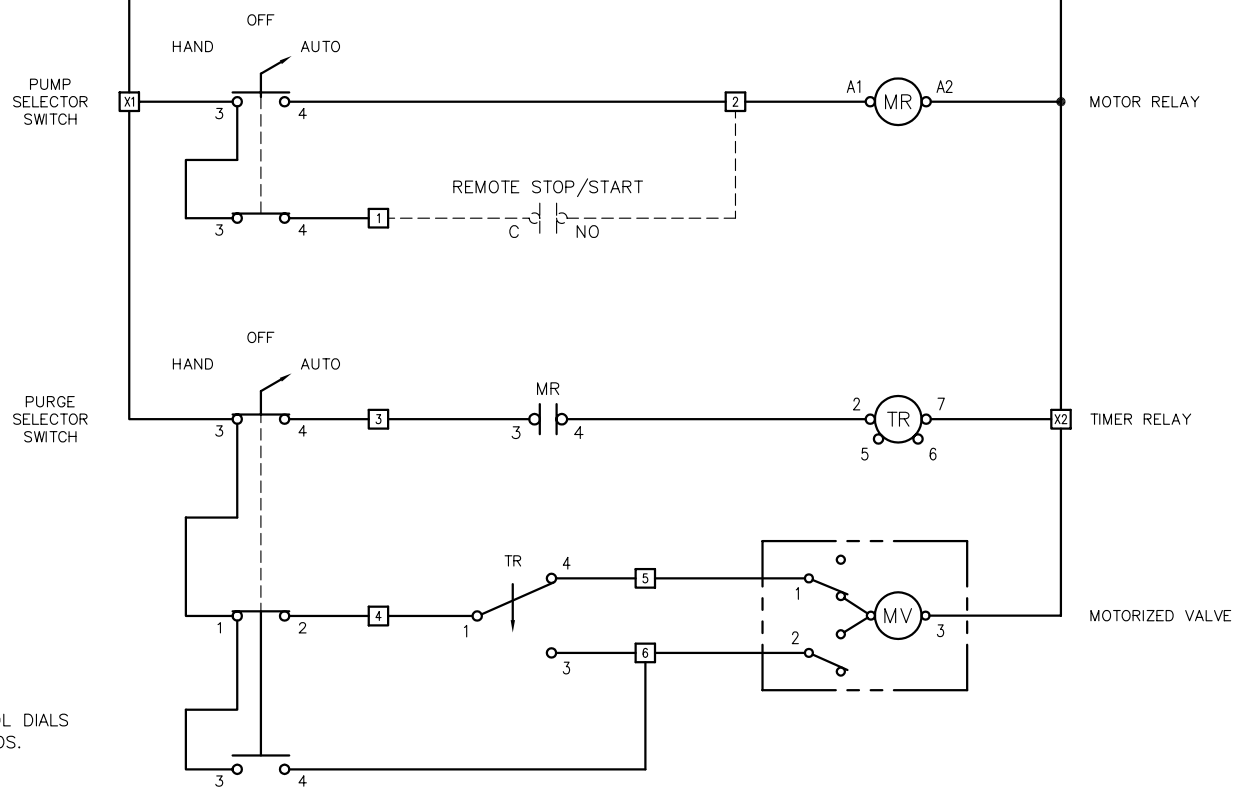 OFF
HAND AUTO
PUMP
SELECTOR
SWITCH
X1
3 4
2
A1 MR A2
MOTOR RELAY
REMOTE STOP/START
3 4
1
C NO
OFF
HAND AUTO
PURGE
SELECTOR
SWITCH
3 4
3
MR
3 4
2 TR 7
5 6
X2
TIMER RELAY
TR
4
5
1
1 2
4
1
MV
3
MOTORIZED VALVE
3
6
2
OL DIALS
DS.
3 4